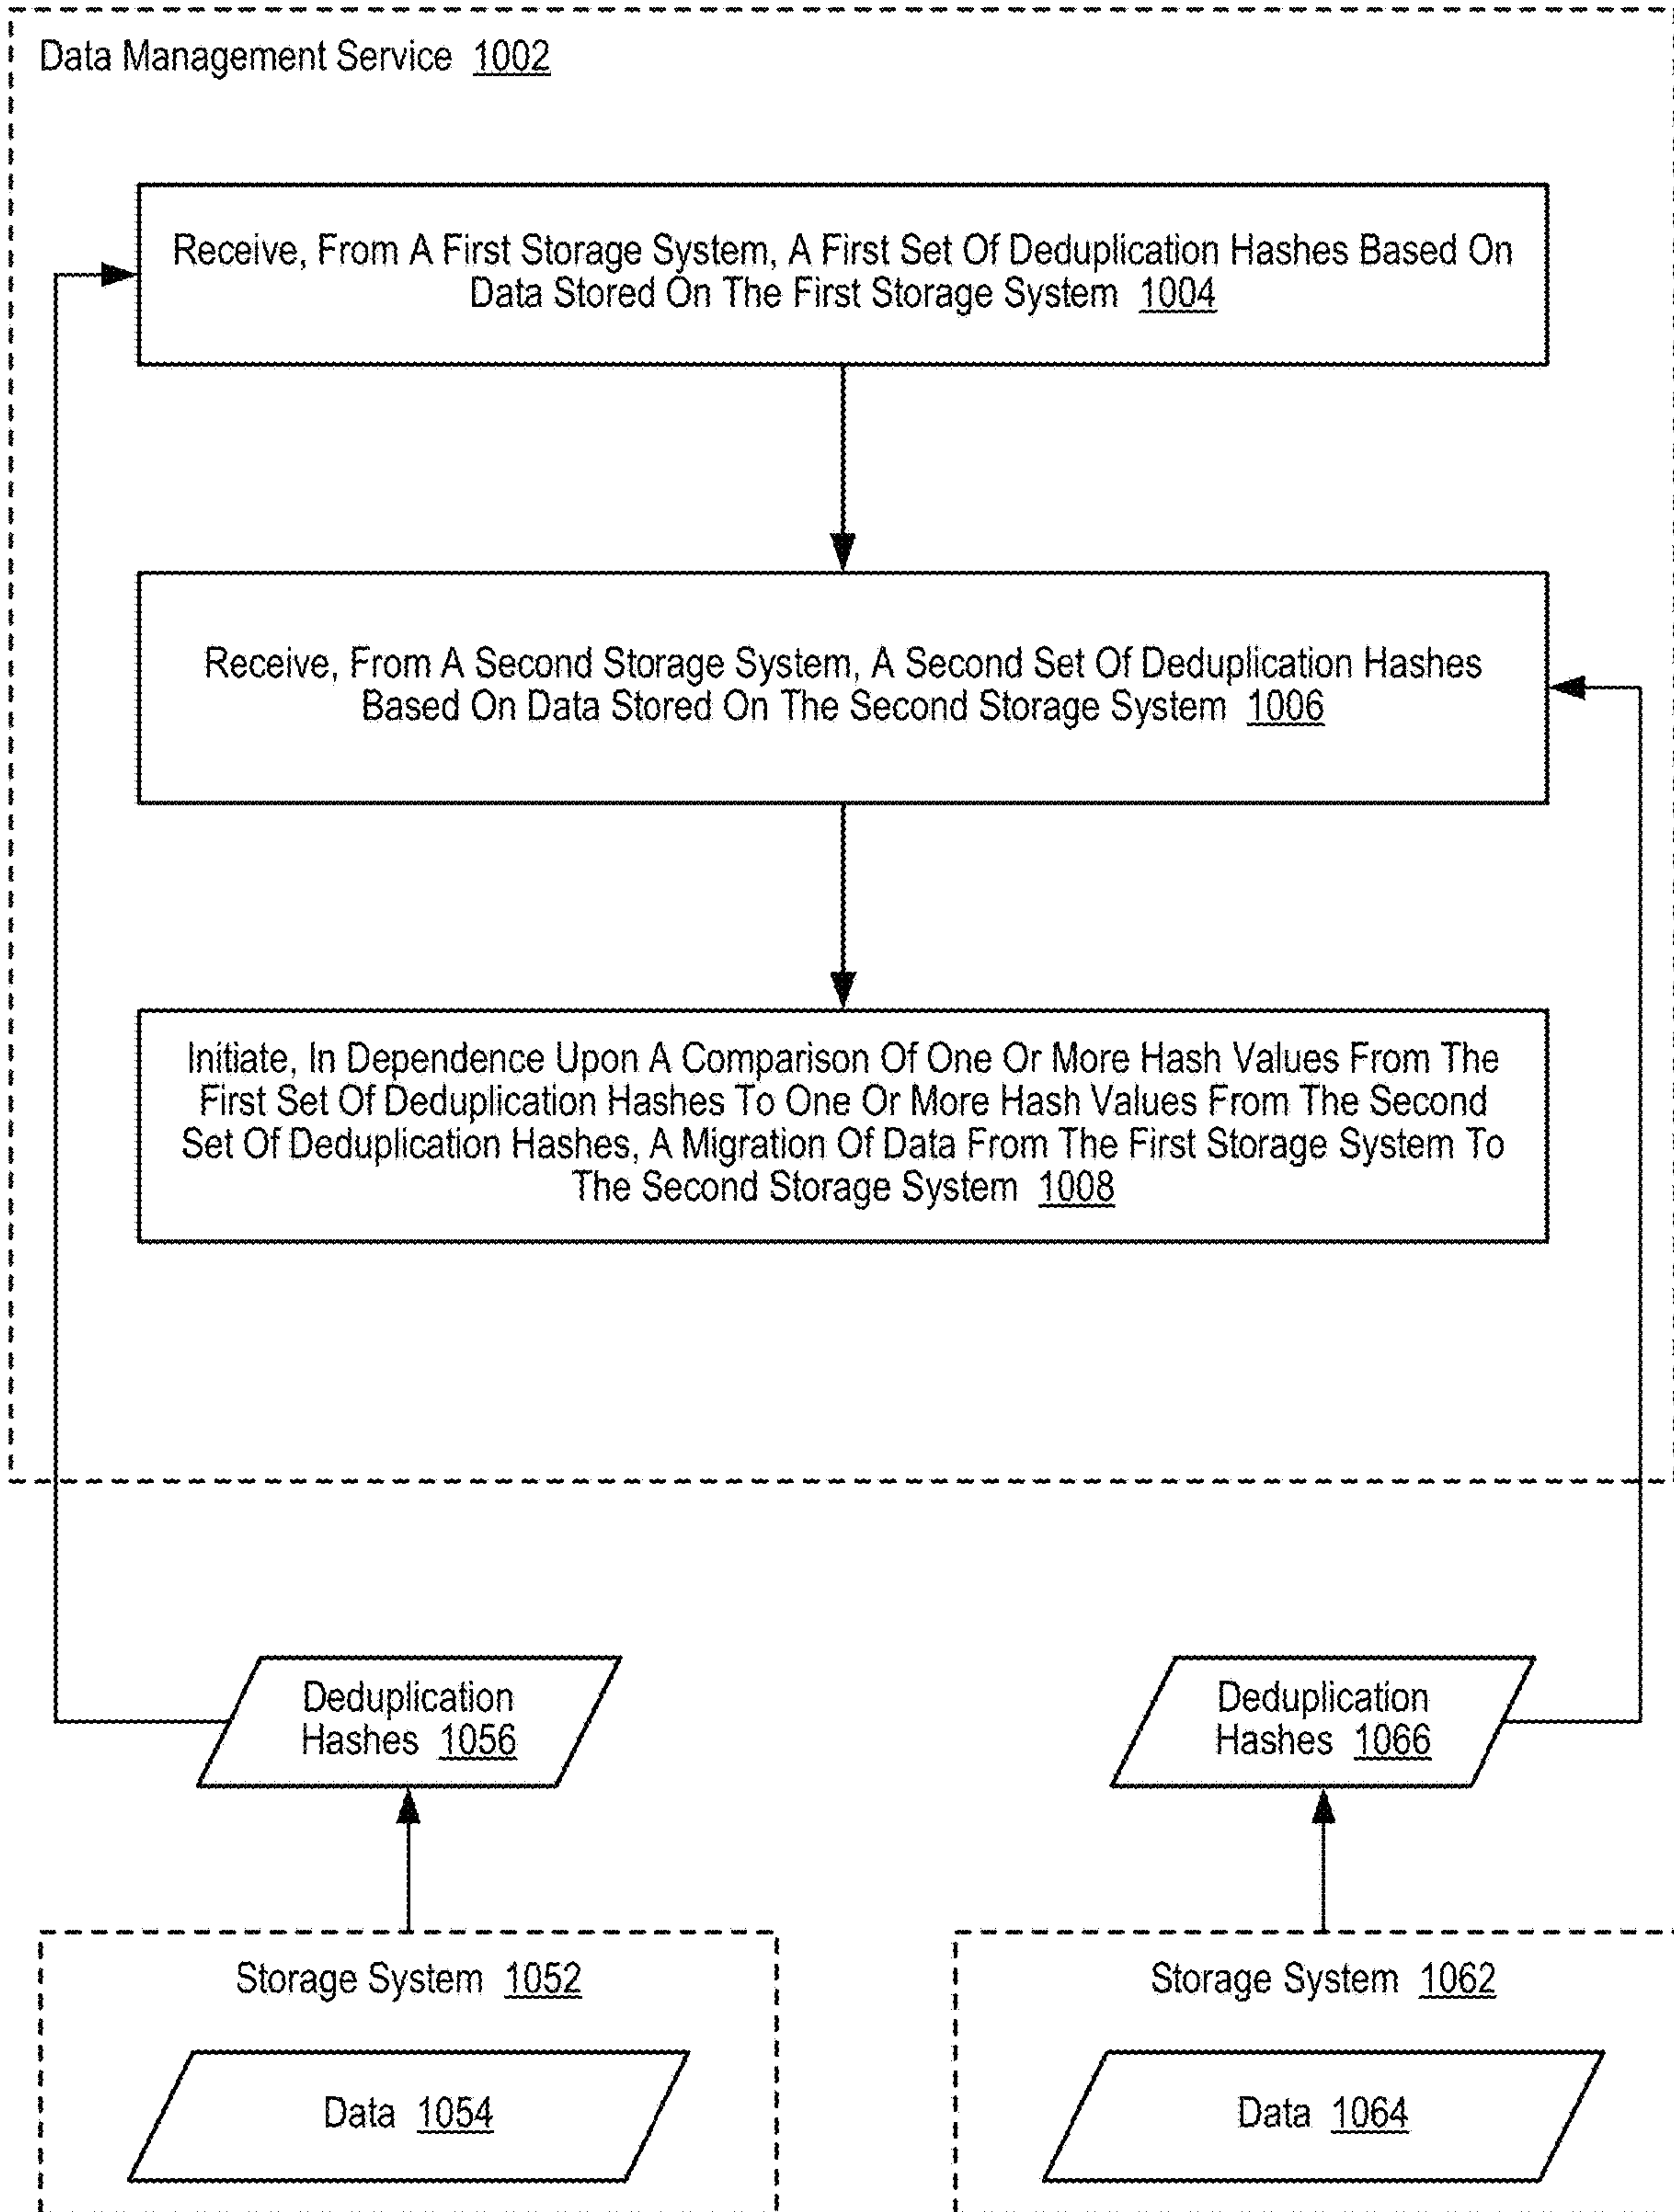 Data Management Service 1002
Receive, From A First Storage System, A First Set Of Deduplication Hashes Based On
Data Stored On The First Storage System 1004
Receive, From A Second Storage System, A Second Set Of Deduplication Hashes
Based On Data Stored On The Second Storage System 1006
Initiate, In Dependence Upon A Comparison Of One Or More Hash Values From The
First Set Of Deduplication Hashes To One Or More Hash Values From The Second
Set Of Deduplication Hashes, A Migration Of Data From The First Storage System To
The Second Storage System 1008
Deduplication
Hashes 1056
Deduplication
Hashes 1066
Storage System 1052
Storage System 1062
Data 1054
Data 1064